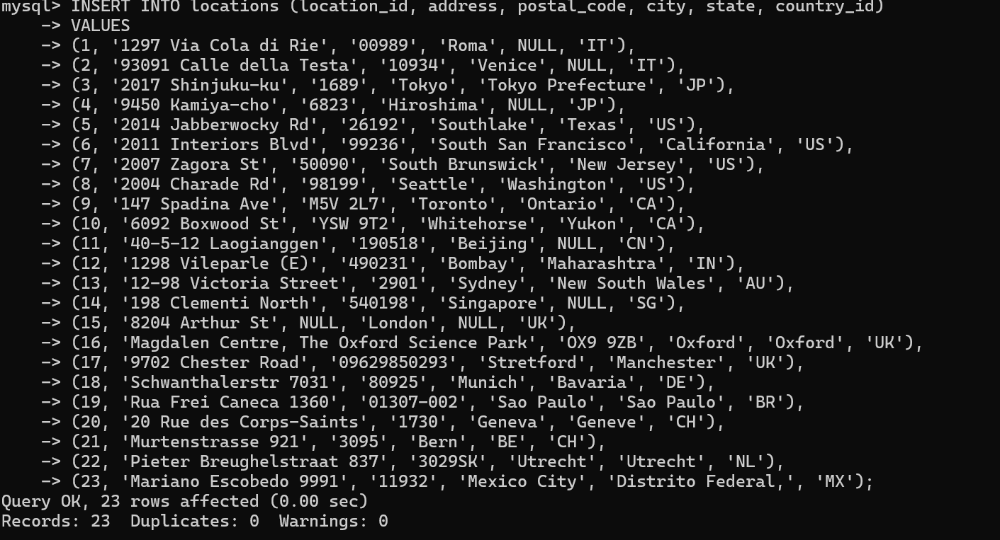 mysql> INSERT INTO locations (location_id, address, postal_code, city, state, country_id)
    -> VALUES
    -> (1, '1297 Via Cola di Rie', '00989', 'Roma', NULL, 'IT'),
    -> (2, '93091 Calle della Testa', '10934', 'Venice', NULL, 'IT'),
    -> (3, '2017 Shinjuku-ku', '1689', 'Tokyo', 'Tokyo Prefecture', 'JP'),
    -> (4, '9450 Kamiya-cho', '6823', 'Hiroshima', NULL, 'JP'),
    -> (5, '2014 Jabberwocky Rd', '26192', 'Southlake', 'Texas', 'US'),
    -> (6, '2011 Interiors Blvd', '99236', 'South San Francisco', 'California', 'US'),
    -> (7, '2007 Zagora St', '50090', 'South Brunswick', 'New Jersey', 'US'),
    -> (8, '2004 Charade Rd', '98199', 'Seattle', 'Washington', 'US'),
    -> (9, '147 Spadina Ave', 'M5V 2L7', 'Toronto', 'Ontario', 'CA'),
    -> (10, '6092 Boxwood St', 'YSW 9T2', 'Whitehorse', 'Yukon', 'CA'),
    -> (11, '40-5-12 Laogianggen', '190518', 'Beijing', NULL, 'CN'),
    -> (12, '1298 Vileparle (E)', '490231', 'Bombay', 'Maharashtra', 'IN'),
    -> (13, '12-98 Victoria Street', '2901', 'Sydney', 'New South Wales', 'AU'),
    -> (14, '198 Clementi North', '540198', 'Singapore', NULL, 'SG'),
    -> (15, '8204 Arthur St', NULL, 'London', NULL, 'UK'),
    -> (16, 'Magdalen Centre, The Oxford Science Park', 'OX9 9ZB', 'Oxford', 'Oxford', 'UK'),
    -> (17, '9702 Chester Road', '09629850293', 'Stretford', 'Manchester', 'UK'),
    -> (18, 'Schwanthalerstr 7031', '80925', 'Munich', 'Bavaria', 'DE'),
    -> (19, 'Rua Frei Caneca 1360', '01307-002', 'Sao Paulo', 'Sao Paulo', 'BR'),
    -> (20, '20 Rue des Corps-Saints', '1730', 'Geneva', 'Geneve', 'CH'),
    -> (21, 'Murtenstrasse 921', '3095', 'Bern', 'BE', 'CH'),
    -> (22, 'Pieter Breughelstraat 837', '3029SK', 'Utrecht', 'Utrecht', 'NL'),
    -> (23, 'Mariano Escobedo 9991', '11932', 'Mexico City', 'Distrito Federal,', 'MX');
Query OK, 23 rows affected (0.00 sec)
Records: 23  Duplicates: 0  Warnings: 0